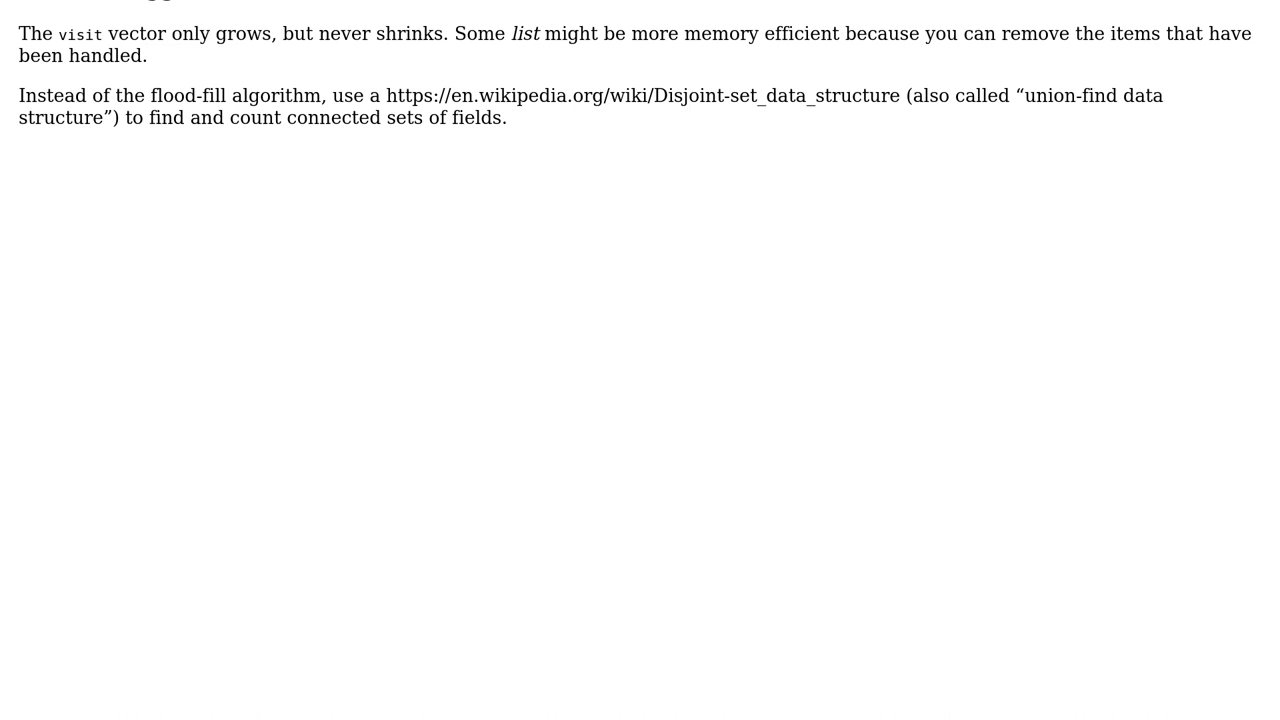 The visit vector only grows, but never shrinks. Some list might be more memory efficient because you can remove the items that have
been handled.
Instead of the flood-fill algorithm, use a https://en.wikipedia.org/wiki/Disjoint-set_data_structure (also called “union-find data
structure”) to find and count connected sets of fields.